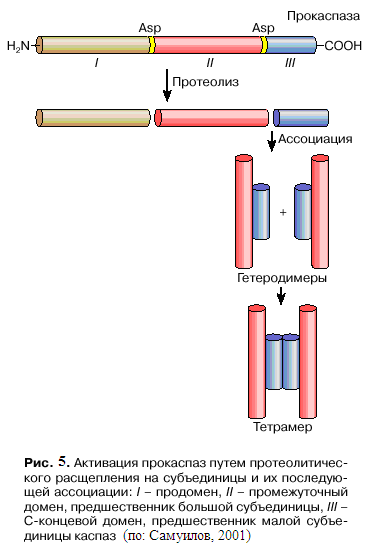 Прокаспаза
Asp Asp
H₂N COOH
I II III
Протеолиз
Ассоциация
+
Гетеродимеры
Тетрамер
Рис. 5. Активация прокаспаз путем протеолитичес-
кого расщепления на субъединицы и их последую-
щей ассоциации: I – продомен, II – промежуточный
домен, предшественник большой субъединицы, III –
С-концевой домен, предшественник малой субъе-
диницы каспаз (по: Самуилов, 2001)